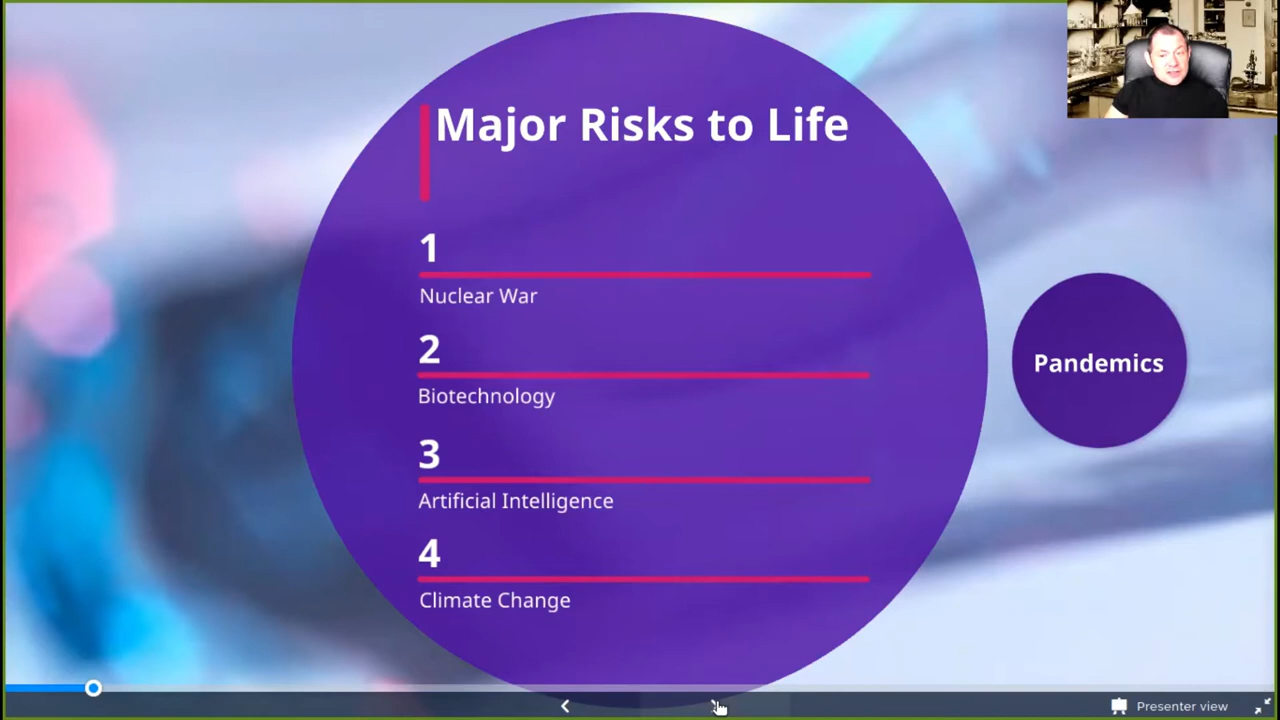 Major Risks to Life
1
Nuclear War
2
Biotechnology
3
Artificial Intelligence
4
Climate Change
Pandemics
Presenter view